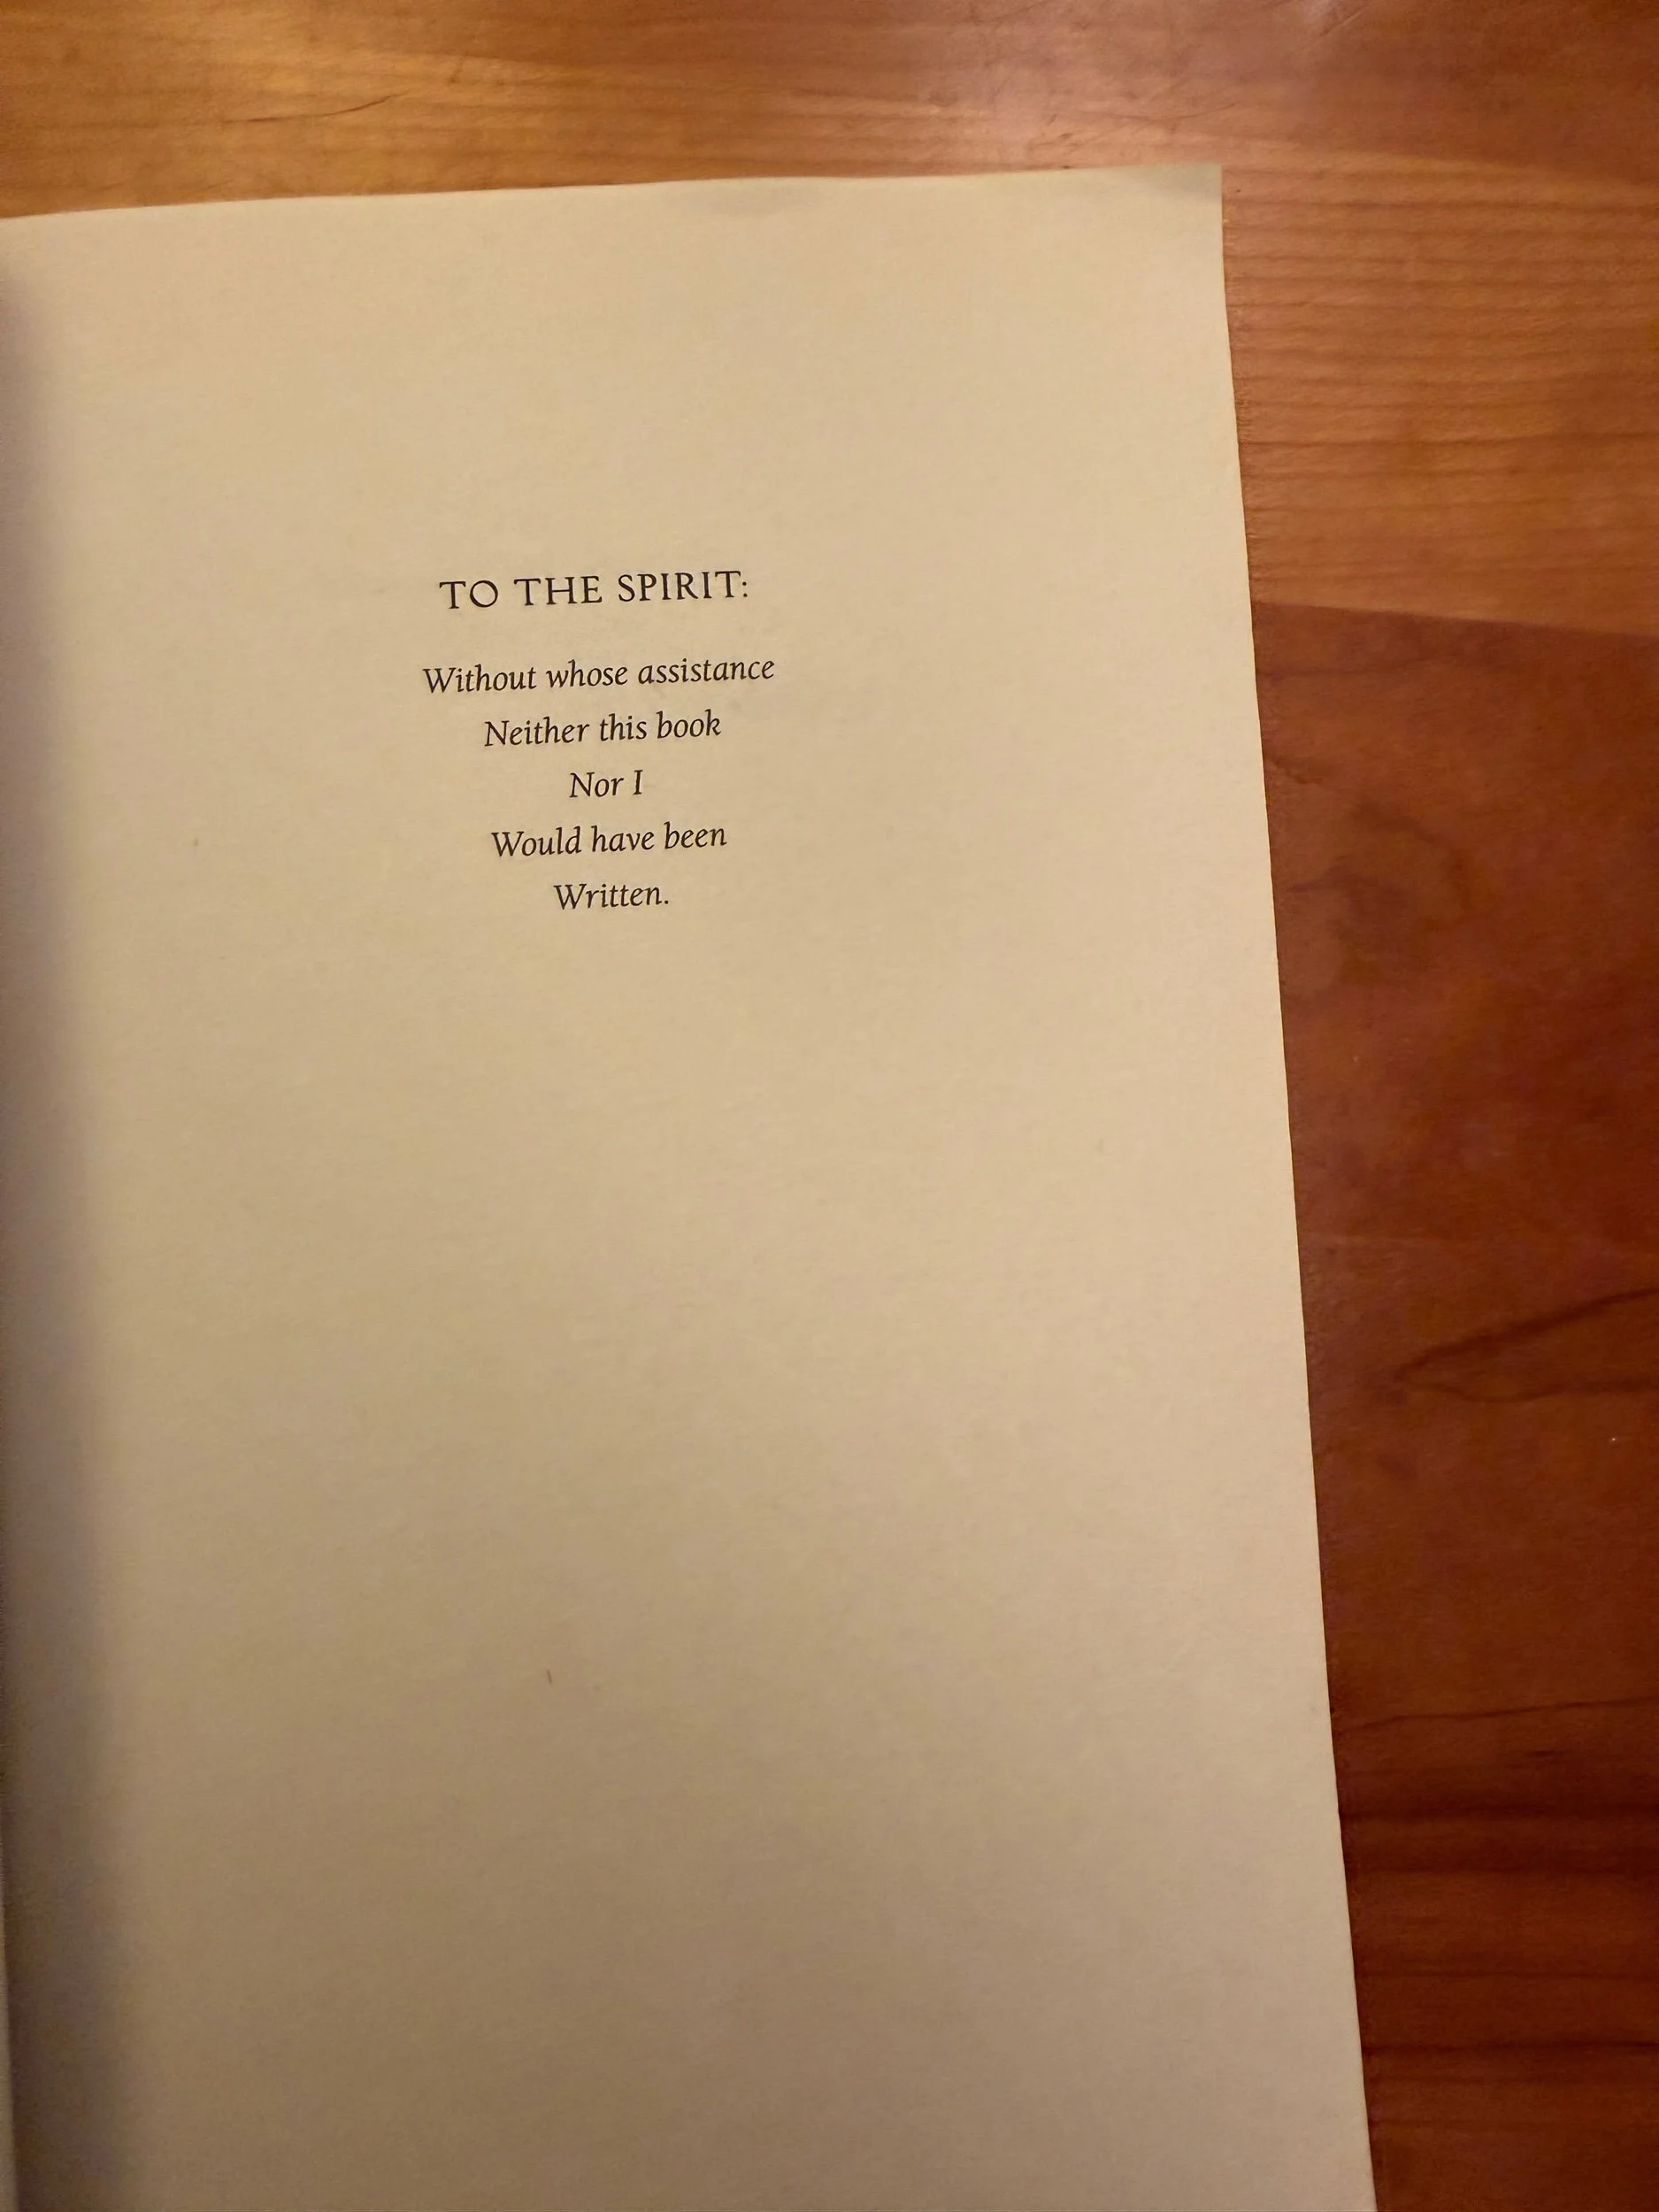 TO THE SPIRIT:
Without whose assistance
Neither this book
Nor I
Would have been
Written.